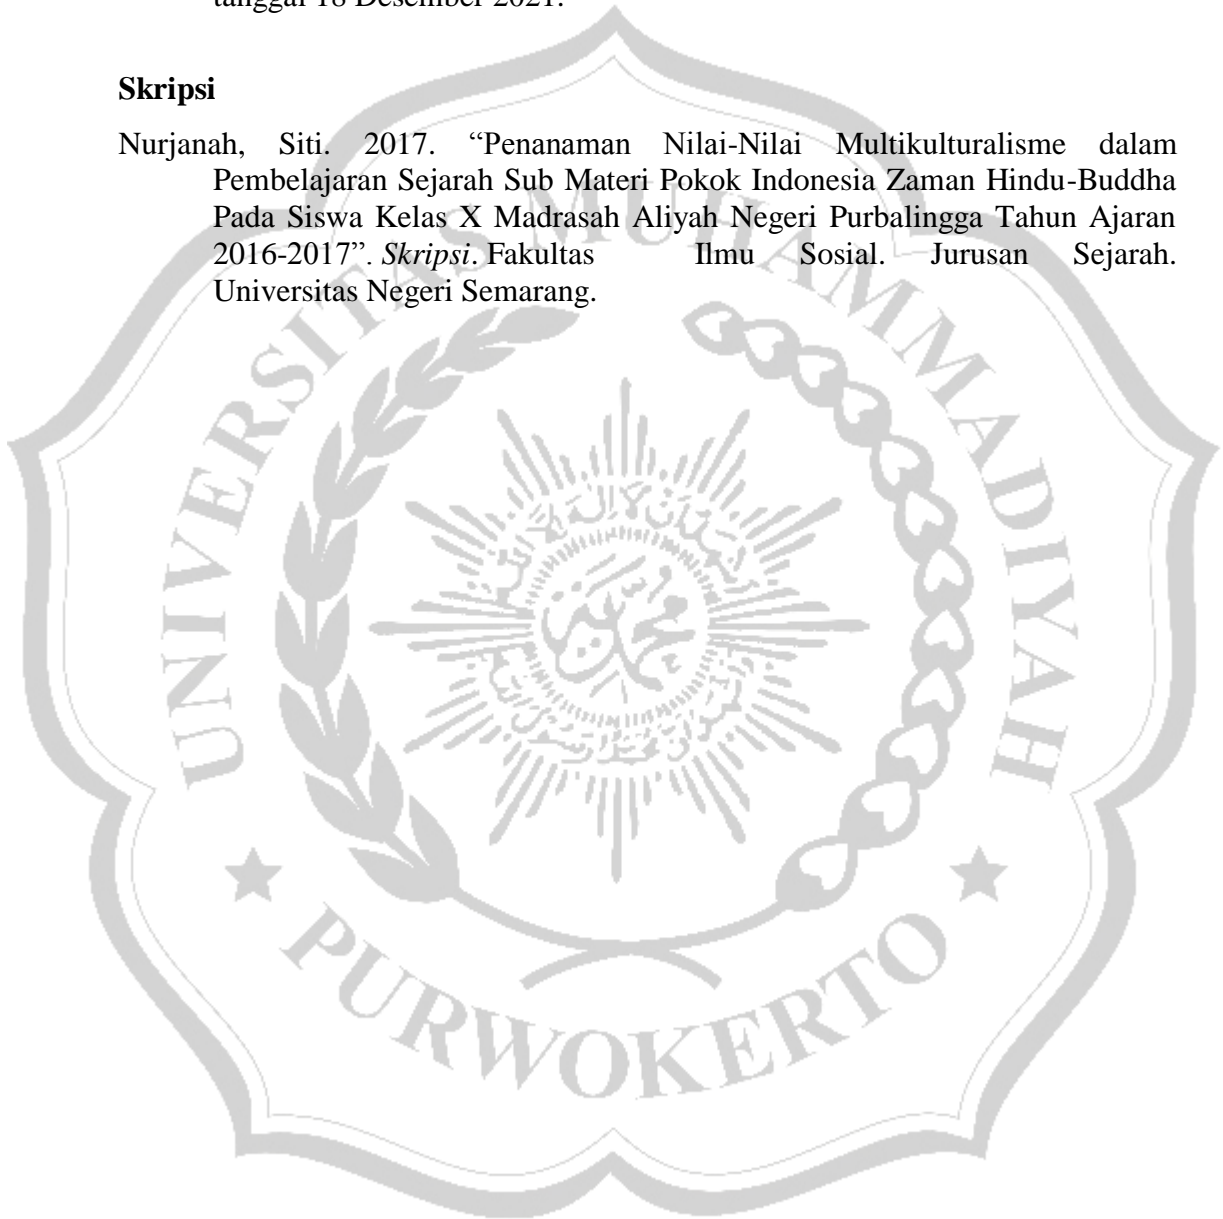 tanggal 18 Desember 2021.
Skripsi
Nurjanah, Siti. 2017. “Penanaman Nilai-Nilai Multikulturalisme dalam
Pembelajaran Sejarah Sub Materi Pokok Indonesia Zaman Hindu-Buddha
Pada Siswa Kelas X Madrasah Aliyah Negeri Purbalingga Tahun Ajaran
2016-2017”. Skripsi. Fakultas Ilmu Sosial. Jurusan Sejarah.
Universitas Negeri Semarang.
UNIVERSITAS MUHAMMADIYAH
محمد
PURWOKERTO